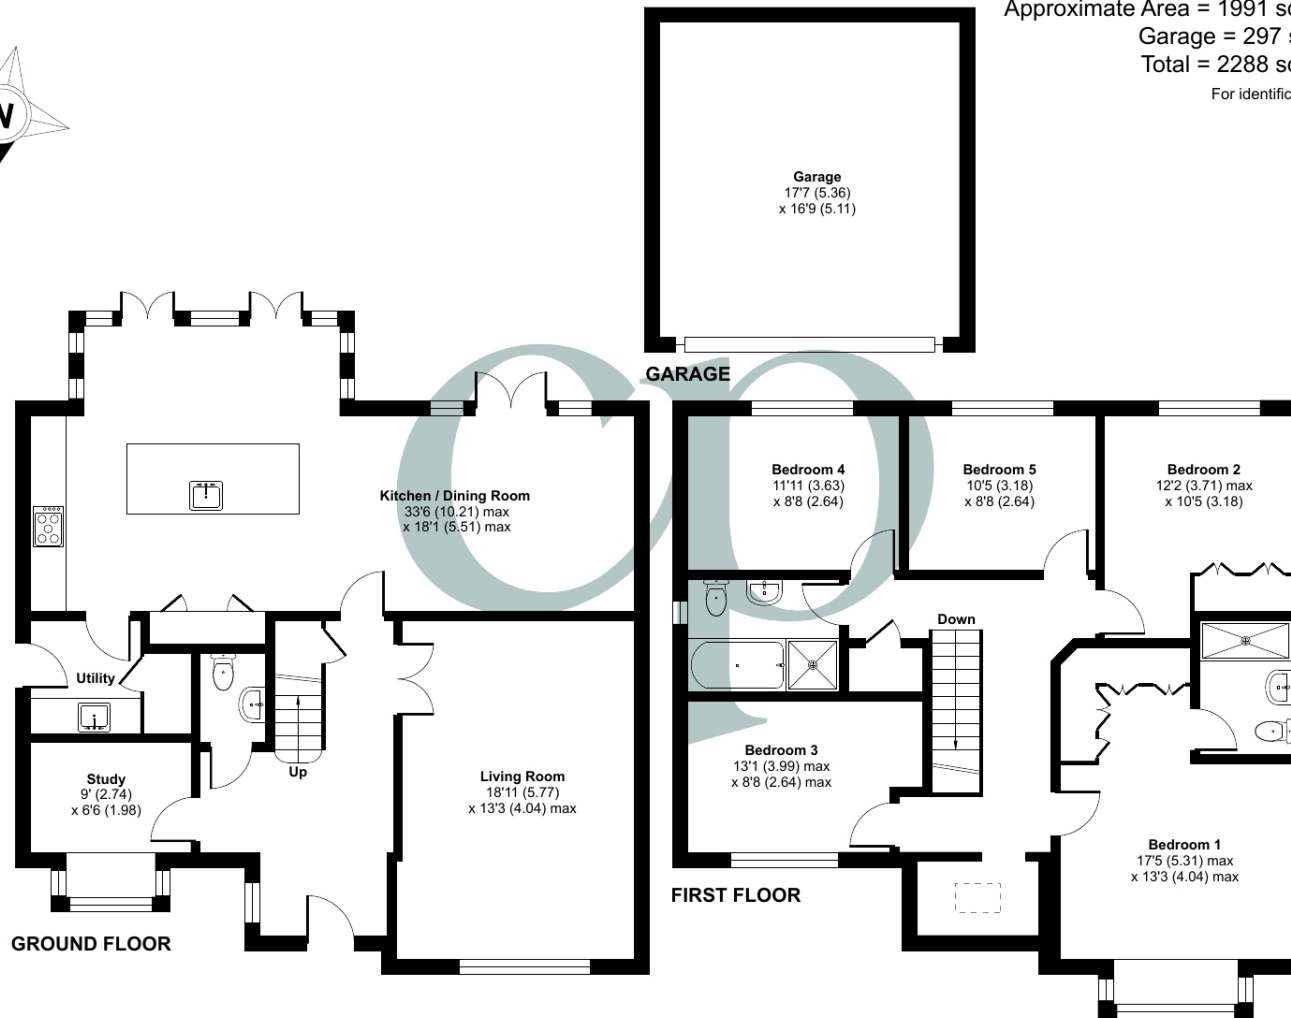 Approximate Area = 1991
Garage = 297
Total = 2288
For
N
Garage
17'7 (5.36)
x 16'9 (5.11)
GARAGE
Kitchen / Dining Room
33'6 (10.21) max
x 18'1 (5.51) max
Utility
Study
9' (2.74)
x 6'6 (1.98)
Up
Living Room
18'11 (5.77)
x 13'3 (4.04) max
GROUND FLOOR
cp
Bedroom 4
11'11 (3.63)
x 8'8 (2.64)
Bedroom 5
10'5 (3.18)
x 8'8 (2.64)
Bedroom 2
12'2 (3.71) max
x 10'5 (3.18)
Down
Bedroom 3
13'1 (3.99) max
x 8'8 (2.64) max
Bedroom 1
17'5 (5.31) max
x 13'3 (4.04) max
FIRST FLOOR